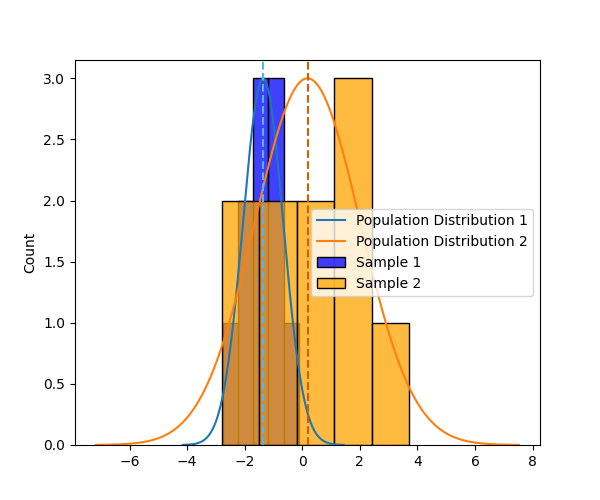 3.0
2.5
2.0
1.5
1.0
0.5
0.0
Count
Population Distribution 1
Population Distribution 2
Sample 1
Sample 2
−6 −4 −2 0 2 4 6 8